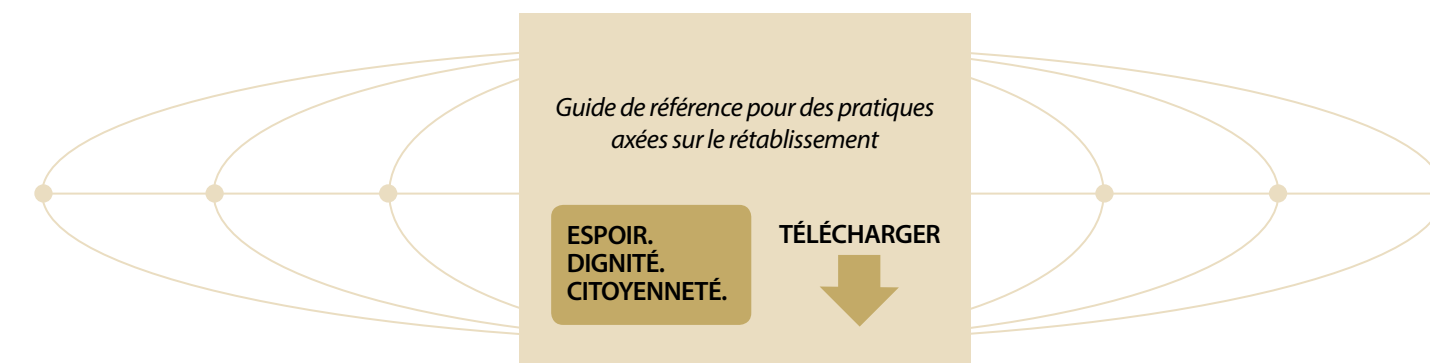 Guide de référence pour des pratiques
axées sur le rétablissement
ESPOIR.
DIGNITÉ.
CITOYENNETÉ.
TÉLÉCHARGER